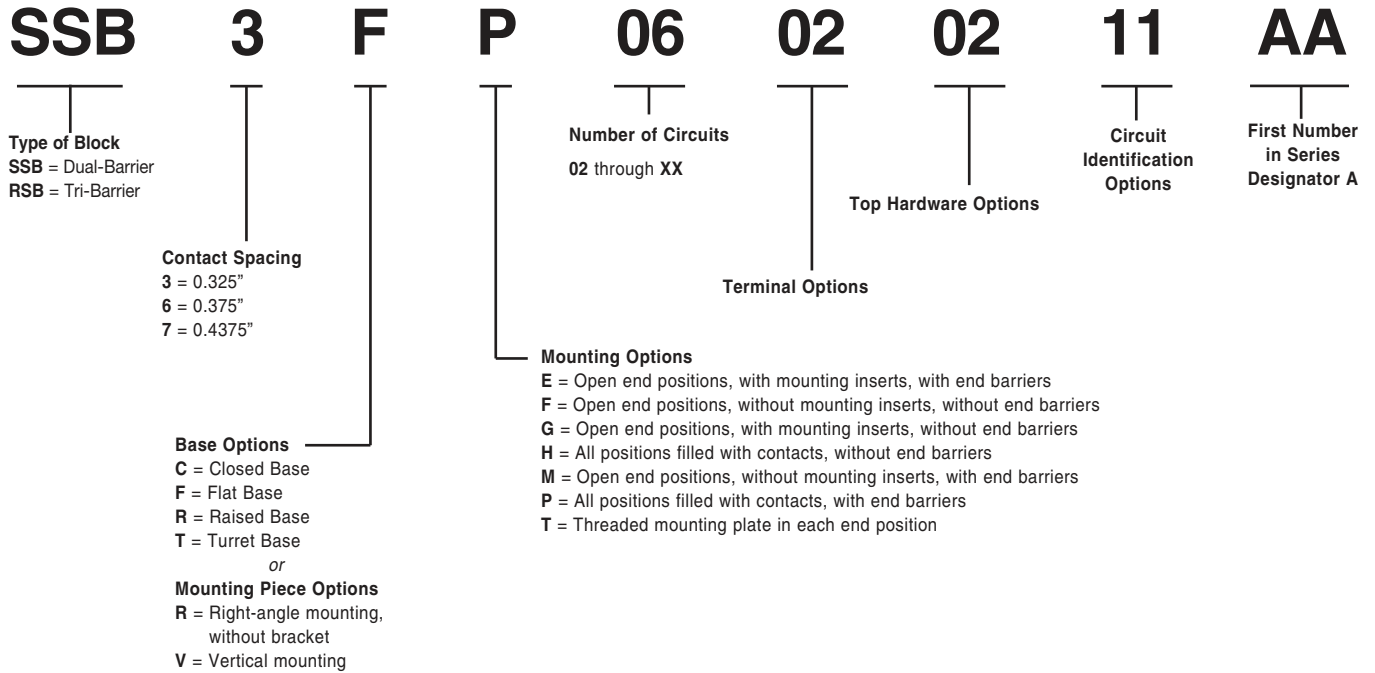 SSB 3 F P 06 02 02 11 AA
Type of Block
SSB = Dual-Barrier
RSB = Tri-Barrier
Contact Spacing
3 = 0.325”
6 = 0.375”
7 = 0.4375”
Base Options
C = Closed Base
F = Flat Base
R = Raised Base
T = Turret Base
or
Mounting Piece Options
R = Right-angle mounting,
without bracket
V = Vertical mounting
Mounting Options
E = Open end positions, with mounting inserts, with end barriers
F = Open end positions, without mounting inserts, without end barriers
G = Open end positions, with mounting inserts, without end barriers
H = All positions filled with contacts, without end barriers
M = Open end positions, without mounting inserts, with end barriers
P = All positions filled with contacts, with end barriers
T = Threaded mounting plate in each end position
Number of Circuits
02 through XX
Terminal Options
Top Hardware Options
Circuit
Identification
Options
First Number
in Series
Designator A